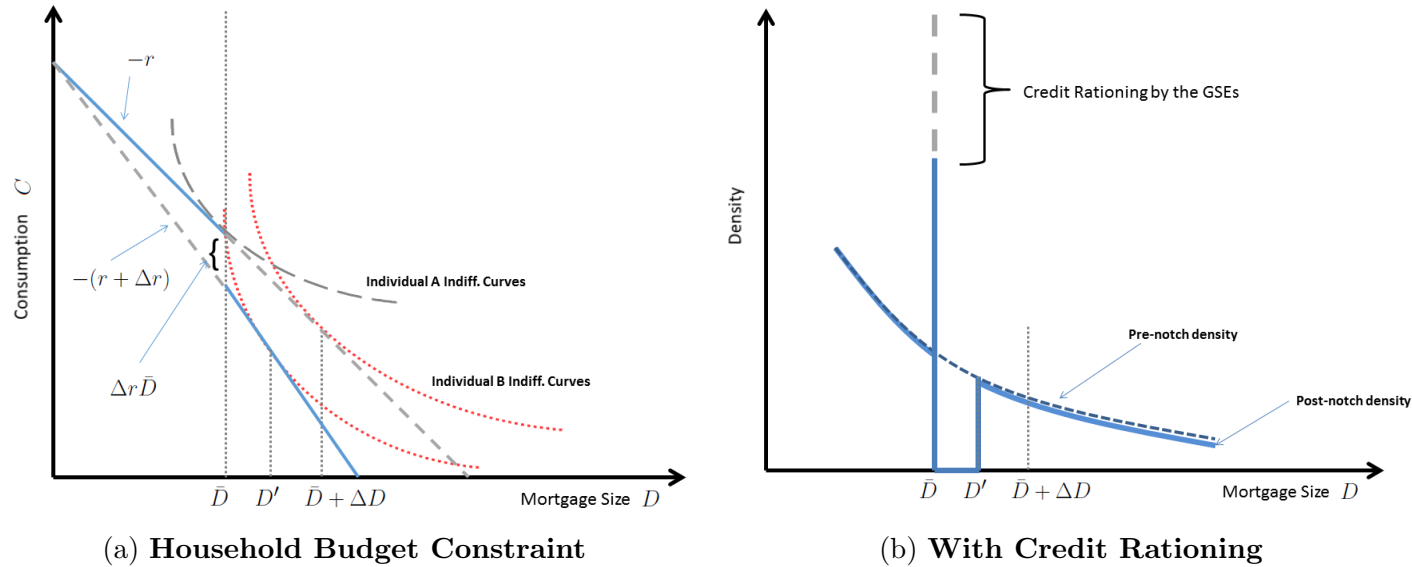 Consumption C
−r
−(r + Δr)
Δr D̄
{
Individual A Indiff. Curves
Individual B Indiff. Curves
D̄
D′
D̄ + ΔD
Mortgage Size D
(a) Household Budget Constraint
Density
Credit Rationing by the GSEs
Pre-notch density
Post-notch density
D̄
D′
D̄ + ΔD
Mortgage Size D
(b) With Credit Rationing